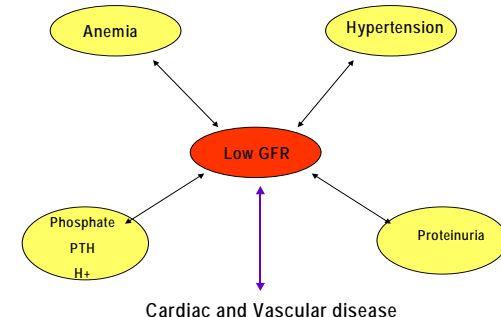 Anemia
Hypertension
Low GFR
Phosphate
PTH
H+
Proteinuria
Cardiac and Vascular disease